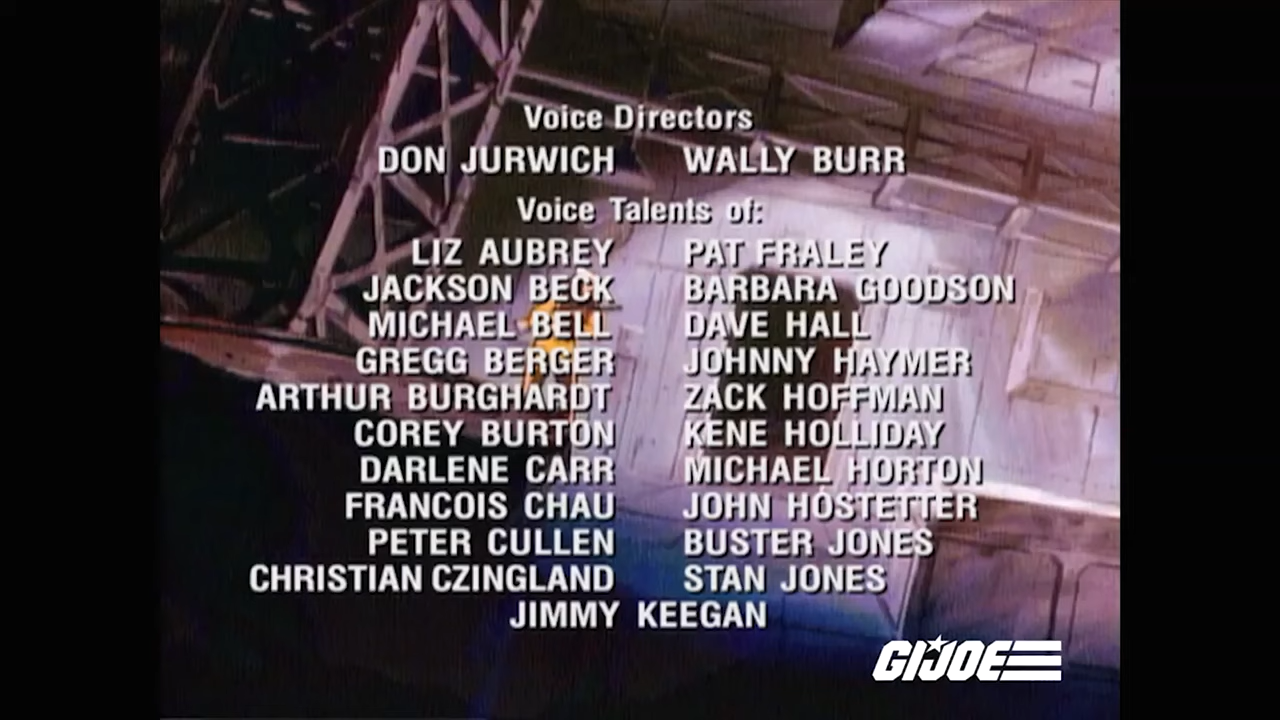 Voice Directors
DON JURWICH WALLY BURR
Voice Talents of:
LIZ AUBREY PAT FRALEY
JACKSON BECK BARBARA GOODSON
MICHAEL BELL DAVE HALL
GREGG BERGER JOHNNY HAYMER
ARTHUR BURGHARDT ZACK HOFFMAN
COREY BURTON KENE HOLLIDAY
DARLENE CARR MICHAEL HORTON
FRANCOIS CHAU JOHN HOSTETTER
PETER CULLEN BUSTER JONES
CHRISTIAN CZINGLAND STAN JONES
JIMMY KEEGAN
GIJOE